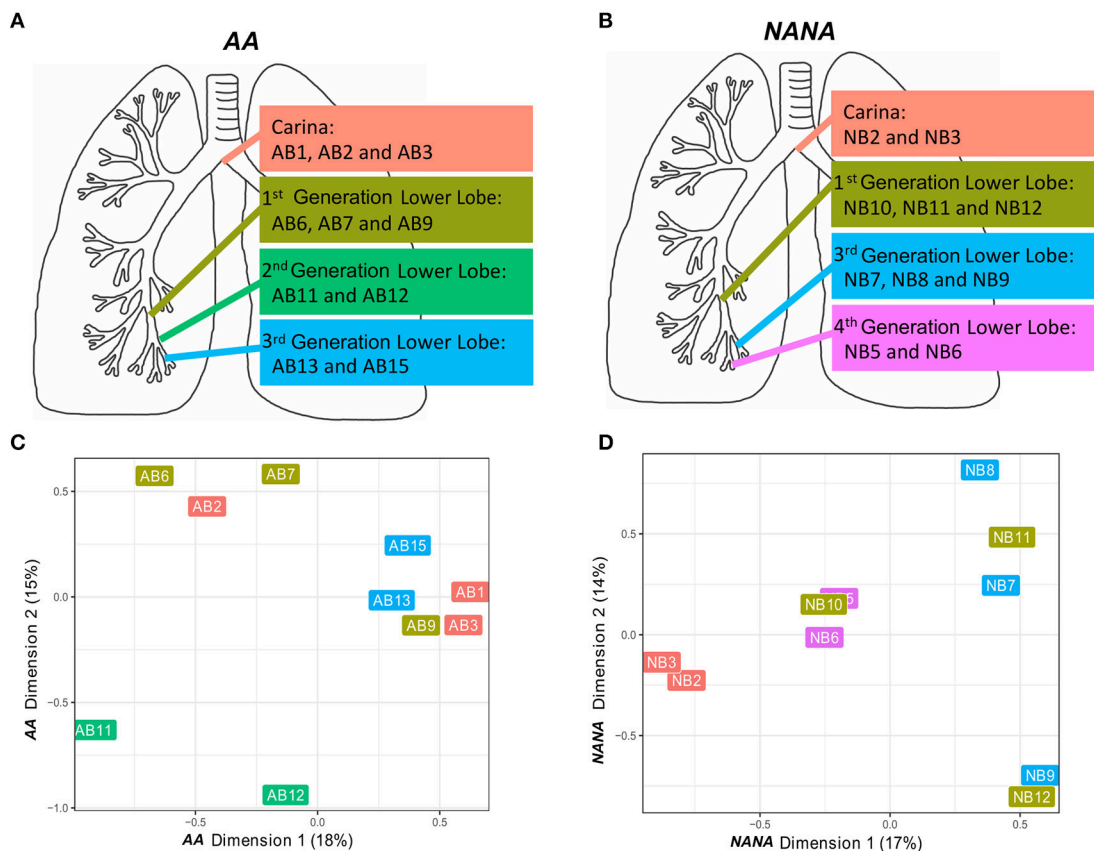 A
AA
Carina:
AB1, AB2 and AB3
1st Generation Lower Lobe:
AB6, AB7 and AB9
2nd Generation Lower Lobe:
AB11 and AB12
3rd Generation Lower Lobe:
AB13 and AB15
B
NANA
Carina:
NB2 and NB3
1st Generation Lower Lobe:
NB10, NB11 and NB12
3rd Generation Lower Lobe:
NB7, NB8 and NB9
4th Generation Lower Lobe:
NB5 and NB6
C
AB6
AB7
AB2
AB15
AB1
AB13
AB9
AB3
AB11
AB12
0.5
0.0
−0.5
−1.0
−0.5
0.0
0.5
AA Dimension 2 (15%)
AA Dimension 1 (18%)
D
NB8
NB11
NB7
NB10
NB6
NB3
NB2
NB9
NB12
0.5
0.0
−0.5
−0.5
0.0
0.5
NANA Dimension 2 (14%)
NANA Dimension 1 (17%)